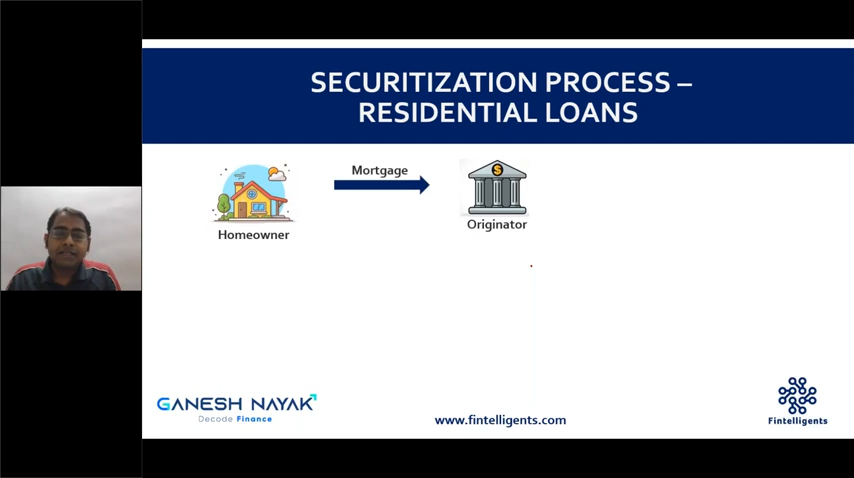 SECURITIZATION PROCESS –
RESIDENTIAL LOANS
Mortgage
$
Originator
Homeowner
GANESH NAYAK
Decode Finance
www.fintelligents.com
Fintelligents